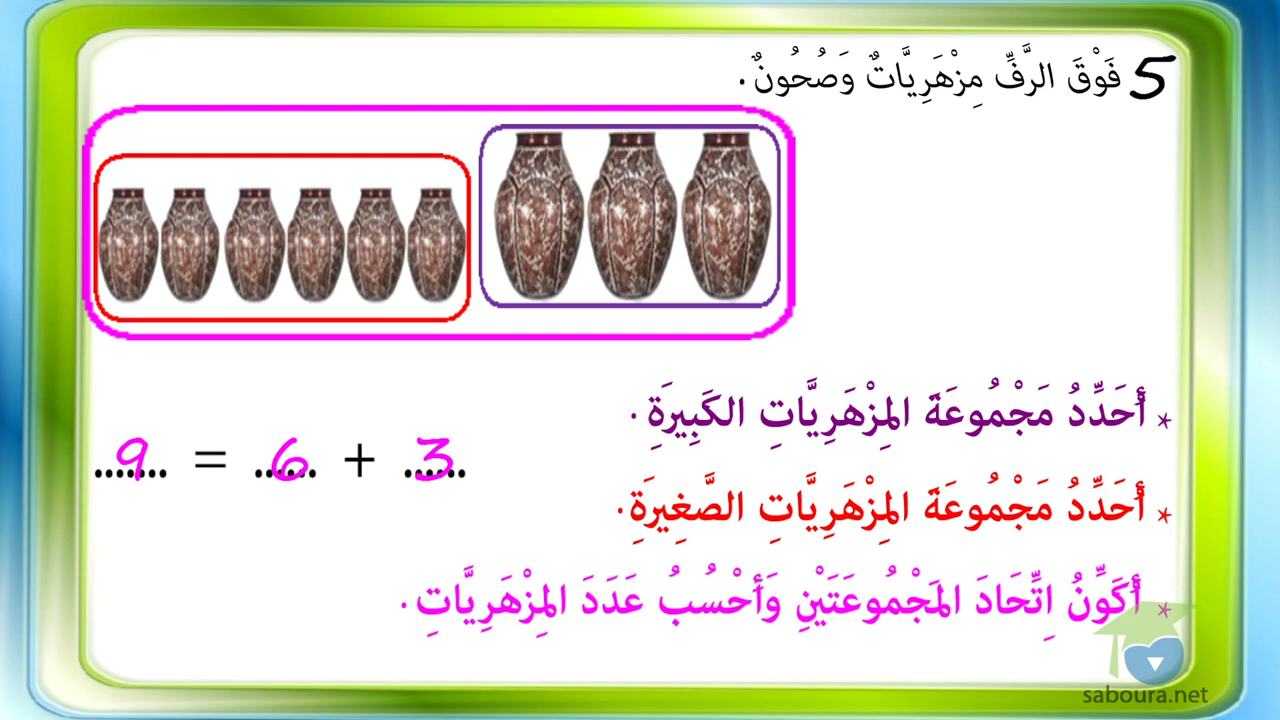 5 فَوْقَ الرَّفِّ مِزْهَرِيَّاتٌ وَصُحُونٌ .
* أُحَدِّدُ مَجْمُوعَةَ المِزْهَرِيَّاتِ الكَبِيرَةِ .
3 + 6 = 9
* أُحَدِّدُ مَجْمُوعَةَ المِزْهَرِيَّاتِ الصَّغِيرَةِ .
* أُكَوِّنُ اِتِّحَادَ المَجْمُوعَتَيْنِ وَأَحْسُبُ عَدَدَ المِزْهَرِيَّاتِ .
saboura.net